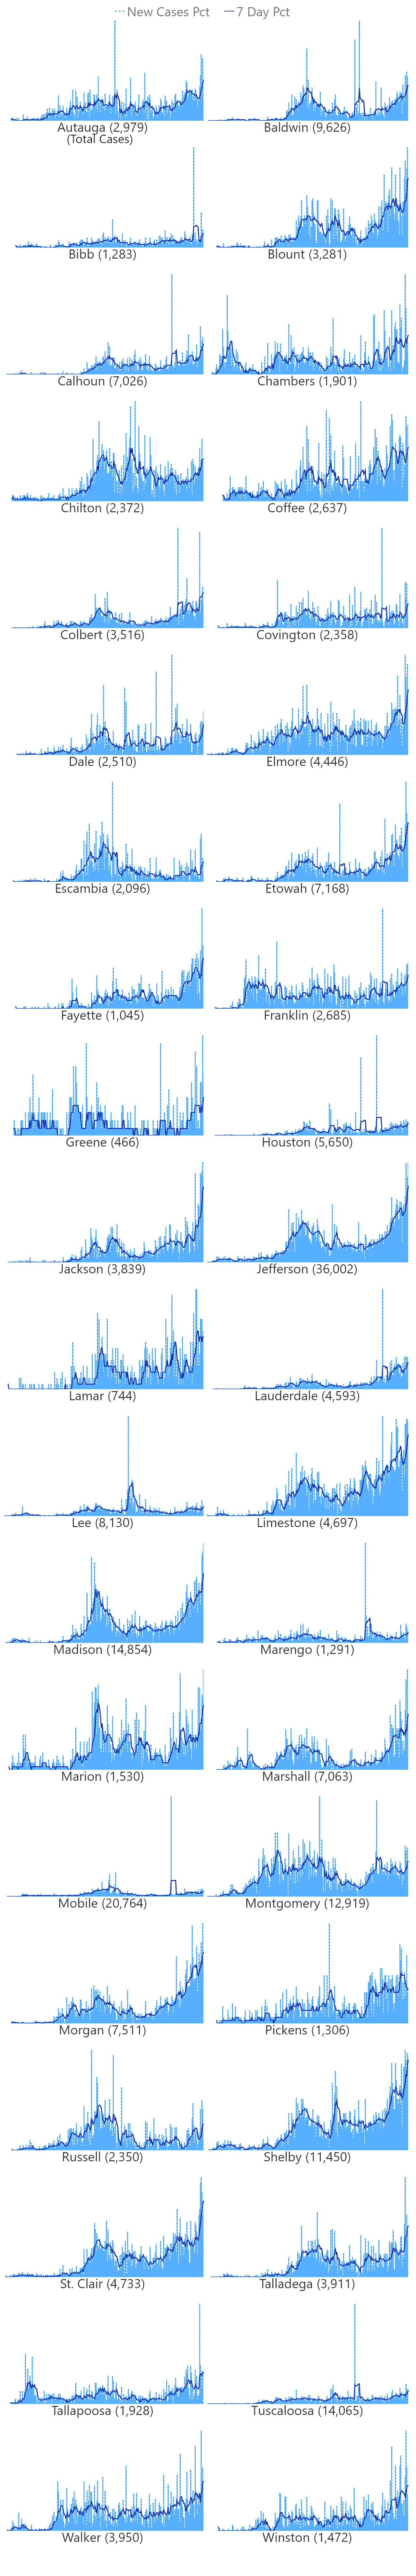 New Cases Pct 7 Day Pct
Autauga (2,979) Baldwin (9,626)
(Total Cases)
Bibb (1,283) Blount (3,281)
Calhoun (7,026) Chambers (1,901)
Chilton (2,372) Coffee (2,637)
Colbert (3,516) Covington (2,358)
Dale (2,510) Elmore (4,446)
Escambia (2,096) Etowah (7,168)
Fayette (1,045) Franklin (2,685)
Greene (466) Houston (5,650)
Jackson (3,839) Jefferson (36,002)
Lamar (744) Lauderdale (4,593)
Lee (8,130) Limestone (4,697)
Madison (14,854) Marengo (1,291)
Marion (1,530) Marshall (7,063)
Mobile (20,764) Montgomery (12,919)
Morgan (7,511) Pickens (1,306)
Russell (2,350) Shelby (11,450)
St. Clair (4,733) Talladega (3,911)
Tallapoosa (1,928) Tuscaloosa (14,065)
Walker (3,950) Winston (1,472)